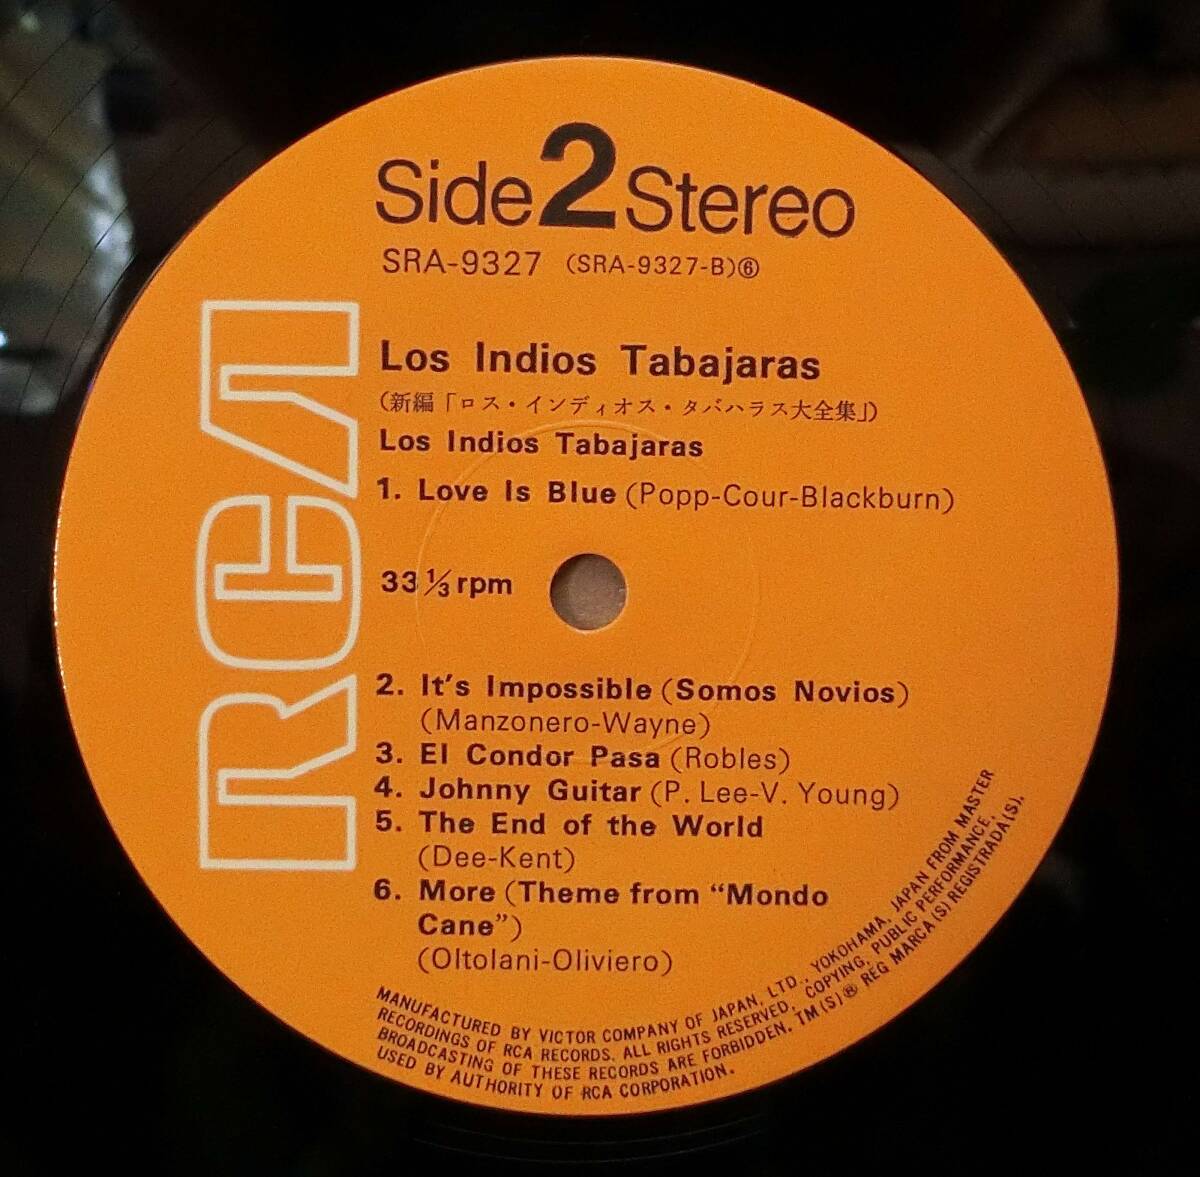 Side 2 Stereo
SRA-9327 (SRA-9327-B)⑥
RCA
Los Indios Tabajaras
(新編「ロス・インディオス・タバハラス大全集」)
Los Indios Tabajaras
1. Love Is Blue (Popp-Cour-Blackburn)
33 ⅓ rpm
2. It's Impossible (Somos Novios)
(Manzonero-Wayne)
3. El Condor Pasa (Robles)
4. Johnny Guitar (P. Lee-V. Young)
5. The End of the World
(Dee-Kent)
6. More (Theme from "Mondo
Cane")
(Oltolani-Oliviero)
MANUFACTURED BY VICTOR COMPANY OF JAPAN, LTD., YOKOHAMA, JAPAN FROM MASTER
RECORDINGS OF RCA RECORDS. ALL RIGHTS RESERVED. COPYING, PUBLIC PERFORMANCE,
BROADCASTING OF THESE RECORDS ARE FORBIDDEN. TM(S)® REG MARCA(S) REGISTRADA(S).
USED BY AUTHORITY OF RCA CORPORATION.